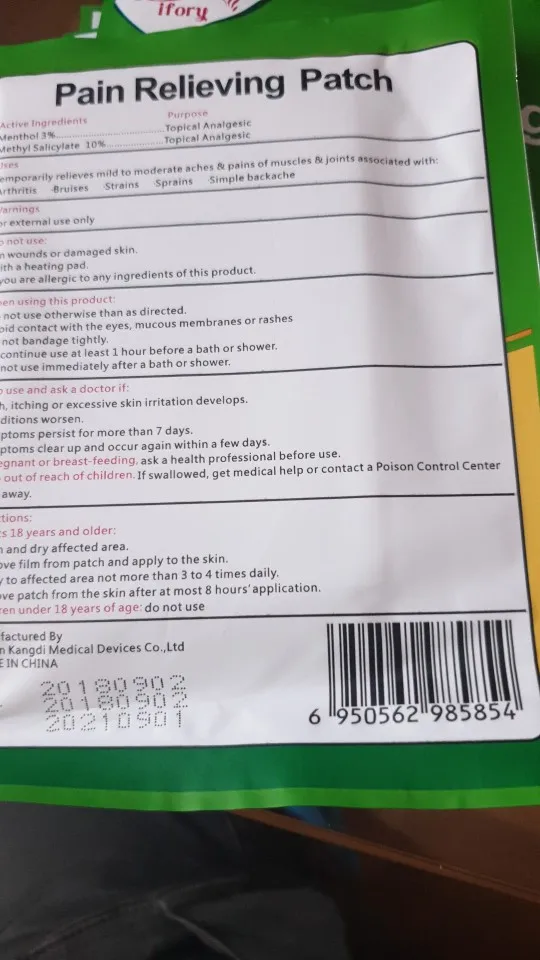 ifory
Pain Relieving Patch
Active Ingredients Purpose
Menthol 3%......................Topical Analgesic
Methyl Salicylate 10%..................Topical Analgesic
Uses
emporarily relieves mild to moderate aches & pains of muscles & joints associated with:
Arthritis ·Bruises ·Strains ·Sprains ·Simple backache
Warnings
or external use only
o not use:
n wounds or damaged skin.
ith a heating pad.
you are allergic to any ingredients of this product.
en using this product:
not use otherwise than as directed.
oid contact with the eyes, mucous membranes or rashes
not bandage tightly.
continue use at least 1 hour before a bath or shower.
not use immediately after a bath or shower.
p use and ask a doctor if:
h, itching or excessive skin irritation develops.
ditions worsen.
ptoms persist for more than 7 days.
ptoms clear up and occur again within a few days.
egnant or breast-feeding, ask a health professional before use.
out of reach of children. If swallowed, get medical help or contact a Poison Control Center
away.
tions:
ts 18 years and older:
n and dry affected area.
ove film from patch and apply to the skin.
y to affected area not more than 3 to 4 times daily.
ove patch from the skin after at most 8 hours'application.
ren under 18 years of age: do not use
factured By
n Kangdi Medical Devices Co.,Ltd
E IN CHINA
20180902
20180902
20210901
6 950562 985854